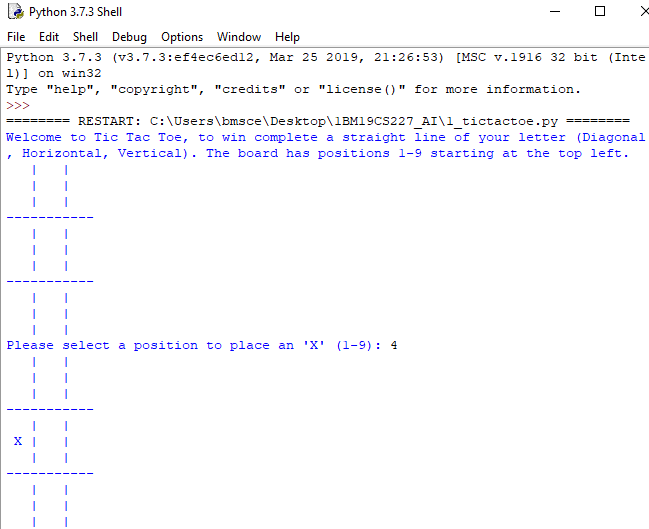 Python 3.7.3 Shell
File Edit Shell Debug Options Window Help
Python 3.7.3 (v3.7.3:ef4ec6ed12, Mar 25 2019, 21:26:53) [MSC v.1916 32 bit (Inte
l)] on win32
Type "help", "copyright", "credits" or "license()" for more information.
>>>
======== RESTART: C:\Users\bmsce\Desktop\1BM19CS227_AI\1_tictactoe.py ========
Welcome to Tic Tac Toe, to win complete a straight line of your letter (Diagonal
, Horizontal, Vertical). The board has positions 1-9 starting at the top left.
   |   |
   |   |
   |   |
-----------
   |   |
   |   |
   |   |
-----------
   |   |
   |   |
   |   |
Please select a position to place an 'X' (1-9): 4
   |   |
   |   |
   |   |
-----------
   |   |
 X |   |
   |   |
-----------
   |   |
   |   |
   |   |